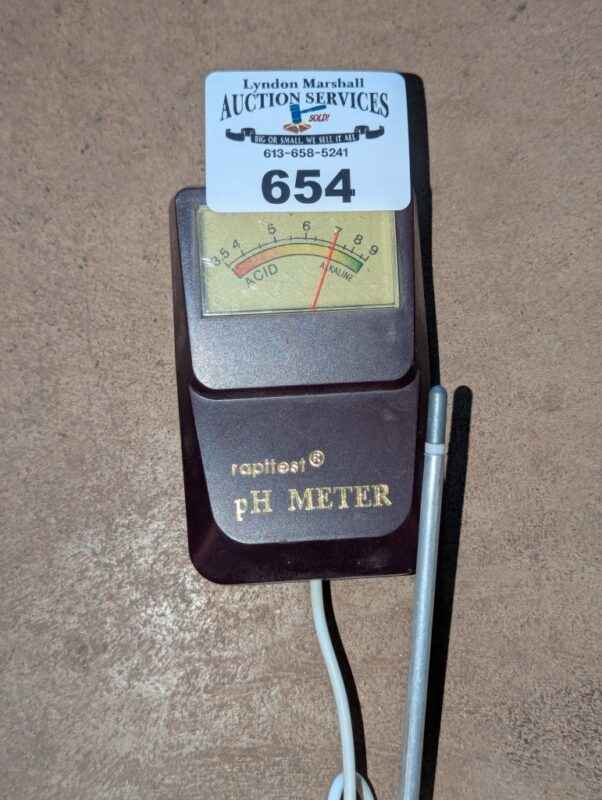 Lyndon Marshall
AUCTION SERVICES
SOLD!
BIG OR SMALL, WE SELL IT ALL
613-658-5241
654
3.5 4 5 6 7 8 9
ACID ALKALINE
rapitest®
pH METER